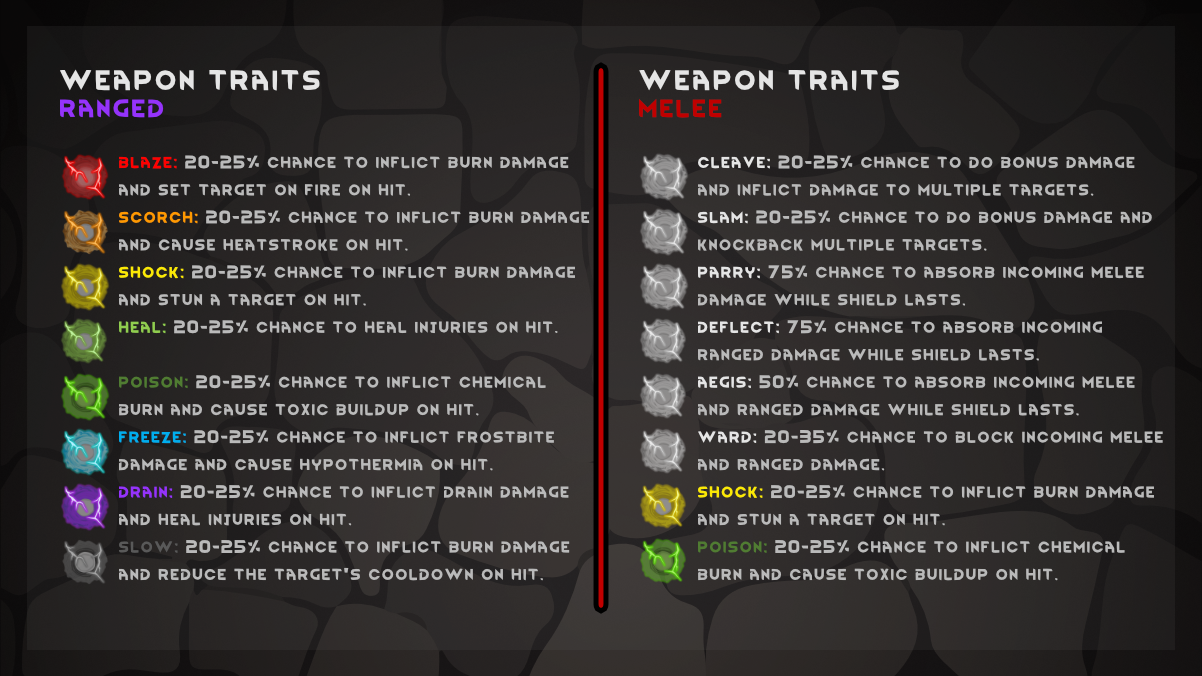 WEAPON TRAITS
RANGED
BLAZE: 20-25% CHANCE TO INFLICT BURN DAMAGE
AND SET TARGET ON FIRE ON HIT.
SCORCH: 20-25% CHANCE TO INFLICT BURN DAMAGE
AND CAUSE HEATSTROKE ON HIT.
SHOCK: 20-25% CHANCE TO INFLICT BURN DAMAGE
AND STUN A TARGET ON HIT.
HEAL: 20-25% CHANCE TO HEAL INJURIES ON HIT.
POISON: 20-25% CHANCE TO INFLICT CHEMICAL
BURN AND CAUSE TOXIC BUILDUP ON HIT.
FREEZE: 20-25% CHANCE TO INFLICT FROSTBITE
DAMAGE AND CAUSE HYPOTHERMIA ON HIT.
DRAIN: 20-25% CHANCE TO INFLICT DRAIN DAMAGE
AND HEAL INJURIES ON HIT.
SLOW: 20-25% CHANCE TO INFLICT BURN DAMAGE
AND REDUCE THE TARGET'S COOLDOWN ON HIT.
WEAPON TRAITS
MELEE
CLEAVE: 20-25% CHANCE TO DO BONUS DAMAGE
AND INFLICT DAMAGE TO MULTIPLE TARGETS.
SLAM: 20-25% CHANCE TO DO BONUS DAMAGE AND
KNOCKBACK MULTIPLE TARGETS.
PARRY: 75% CHANCE TO ABSORB INCOMING MELEE
DAMAGE WHILE SHIELD LASTS.
DEFLECT: 75% CHANCE TO ABSORB INCOMING
RANGED DAMAGE WHILE SHIELD LASTS.
AEGIS: 50% CHANCE TO ABSORB INCOMING MELEE
AND RANGED DAMAGE WHILE SHIELD LASTS.
WARD: 20-35% CHANCE TO BLOCK INCOMING MELEE
AND RANGED DAMAGE.
SHOCK: 20-25% CHANCE TO INFLICT BURN DAMAGE
AND STUN A TARGET ON HIT.
POISON: 20-25% CHANCE TO INFLICT CHEMICAL
BURN AND CAUSE TOXIC BUILDUP ON HIT.